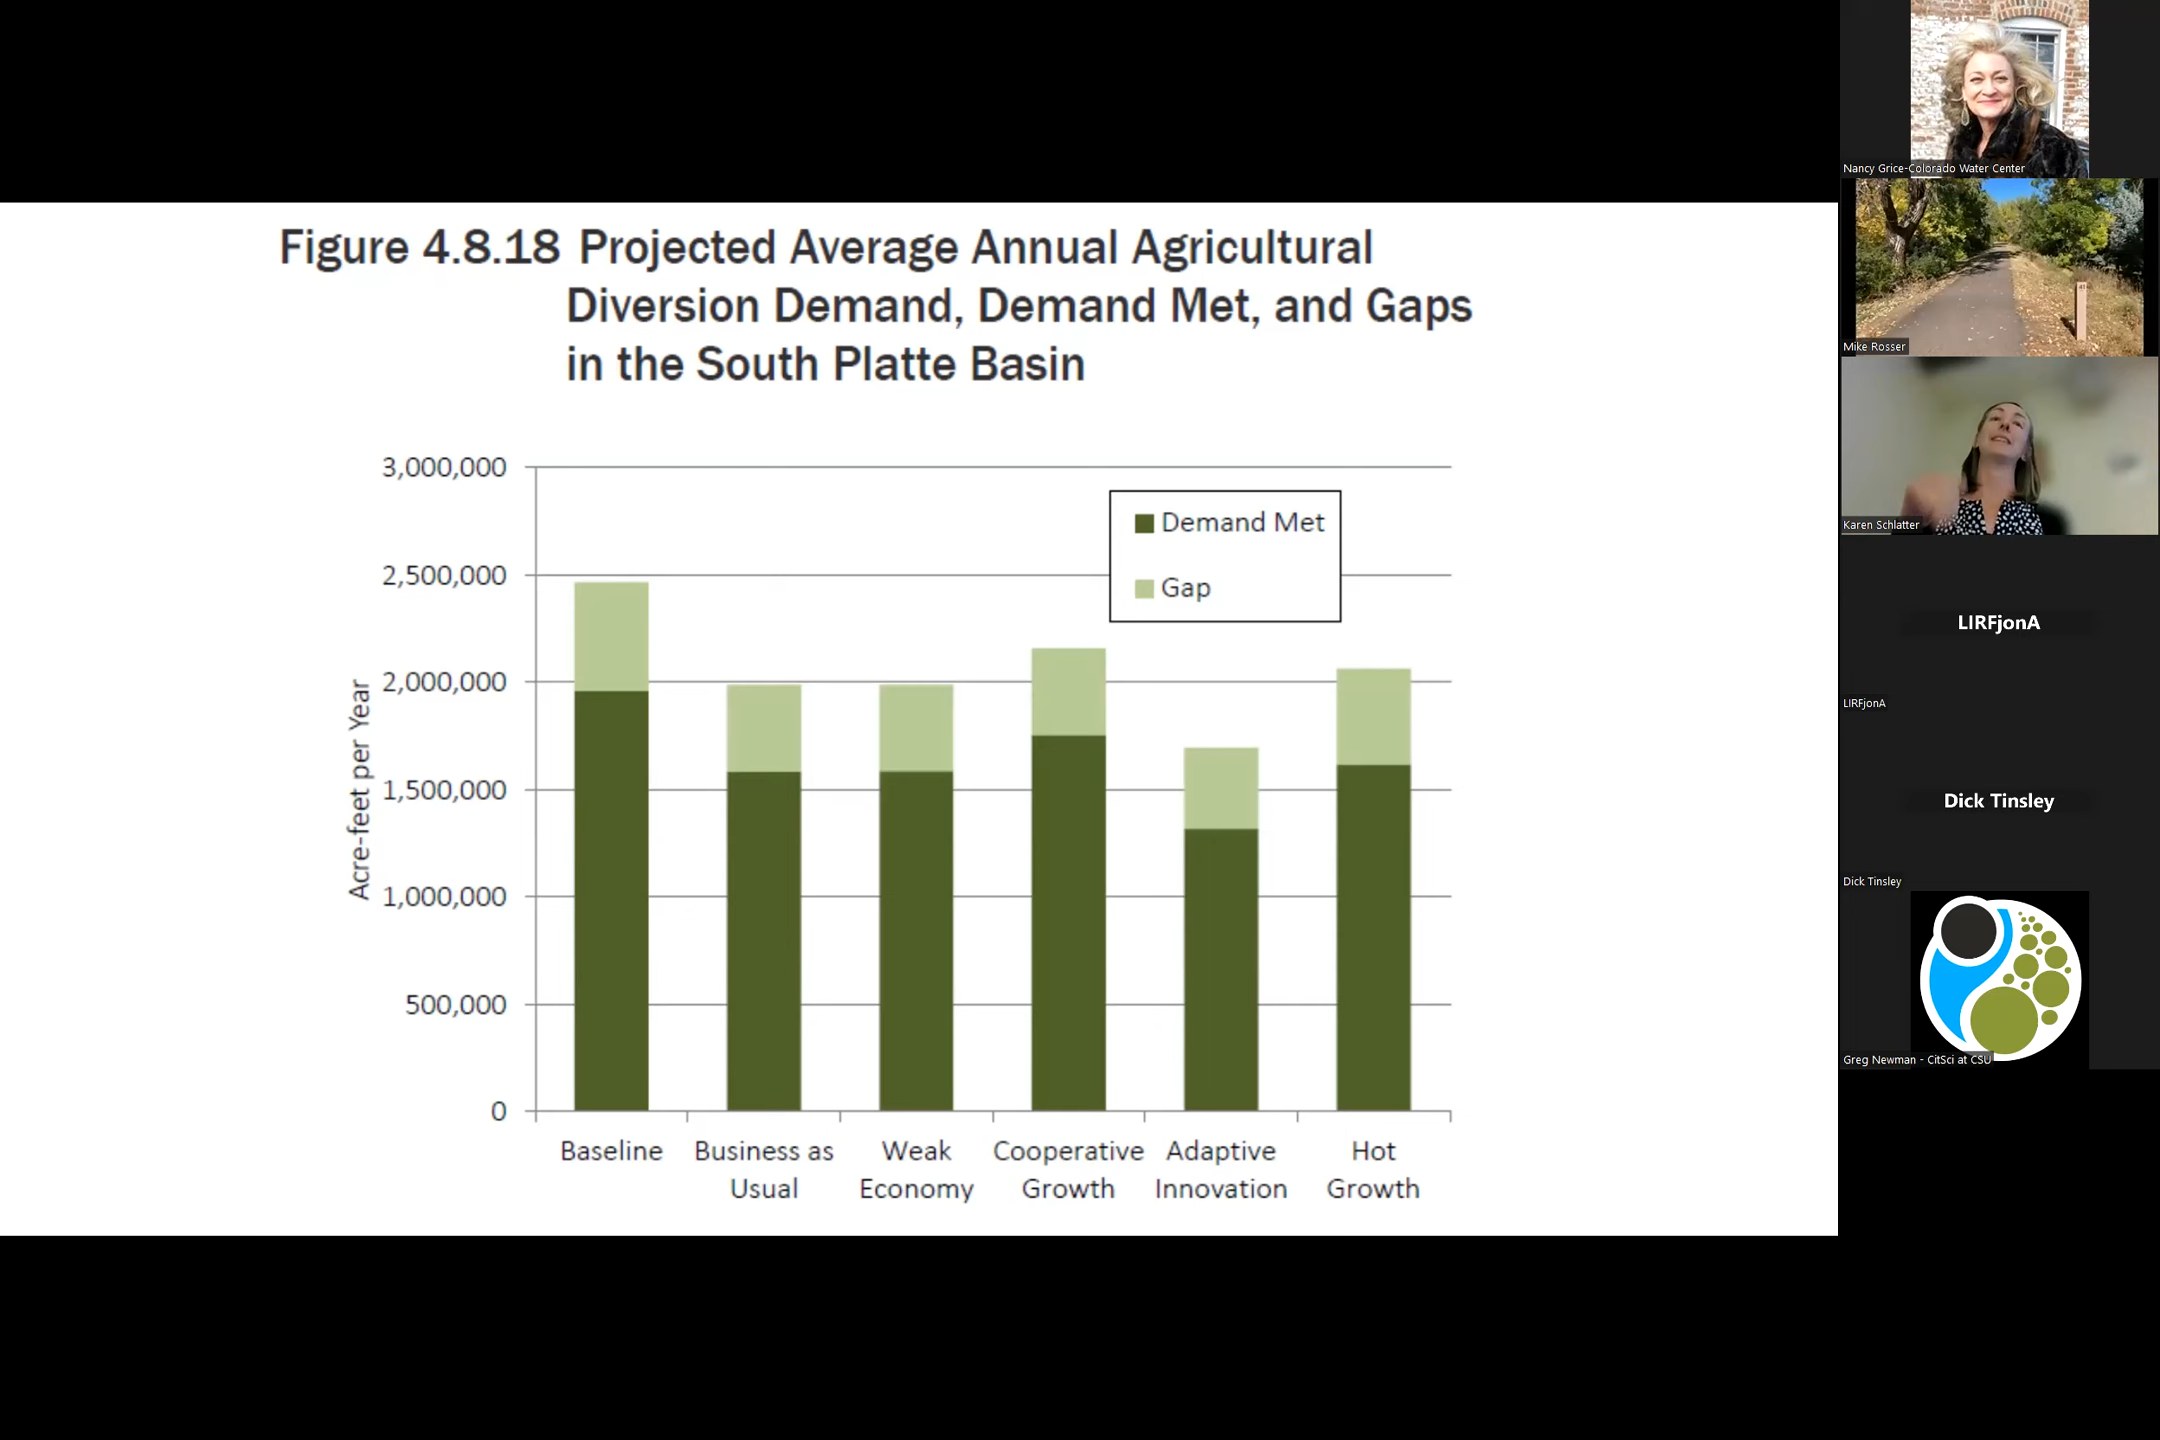 Figure 4.8.18 Projected Average Annual Agricultural
Diversion Demand, Demand Met, and Gaps
in the South Platte Basin
Acre-feet per Year
3,000,000
2,500,000
2,000,000
1,500,000
1,000,000
500,000
0
Demand Met
Gap
Baseline
Business as
Usual
Weak
Economy
Cooperative
Growth
Adaptive
Innovation
Hot
Growth
Nancy Grice-Colorado Water Center
Mike Rosser
Karen Schlatter
LIRFjonA
LIRFjonA
Dick Tinsley
Dick Tinsley
Greg Newman - CitSci at CSU